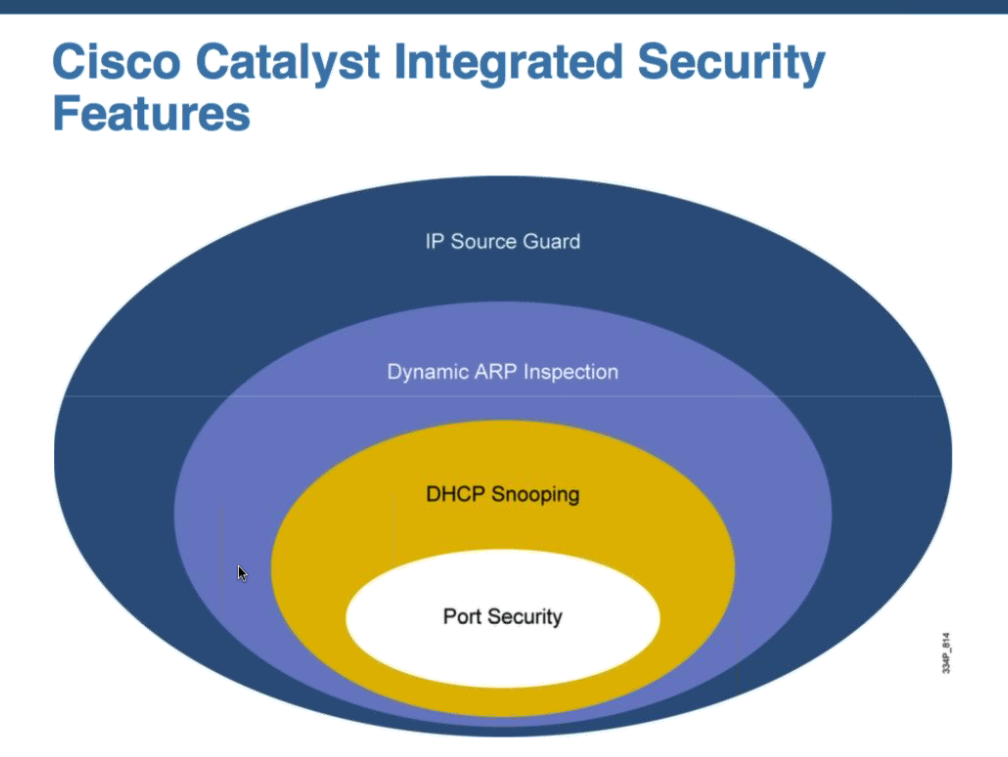 Cisco Catalyst Integrated Security
Features
IP Source Guard
Dynamic ARP Inspection
DHCP Snooping
Port Security
334P_814